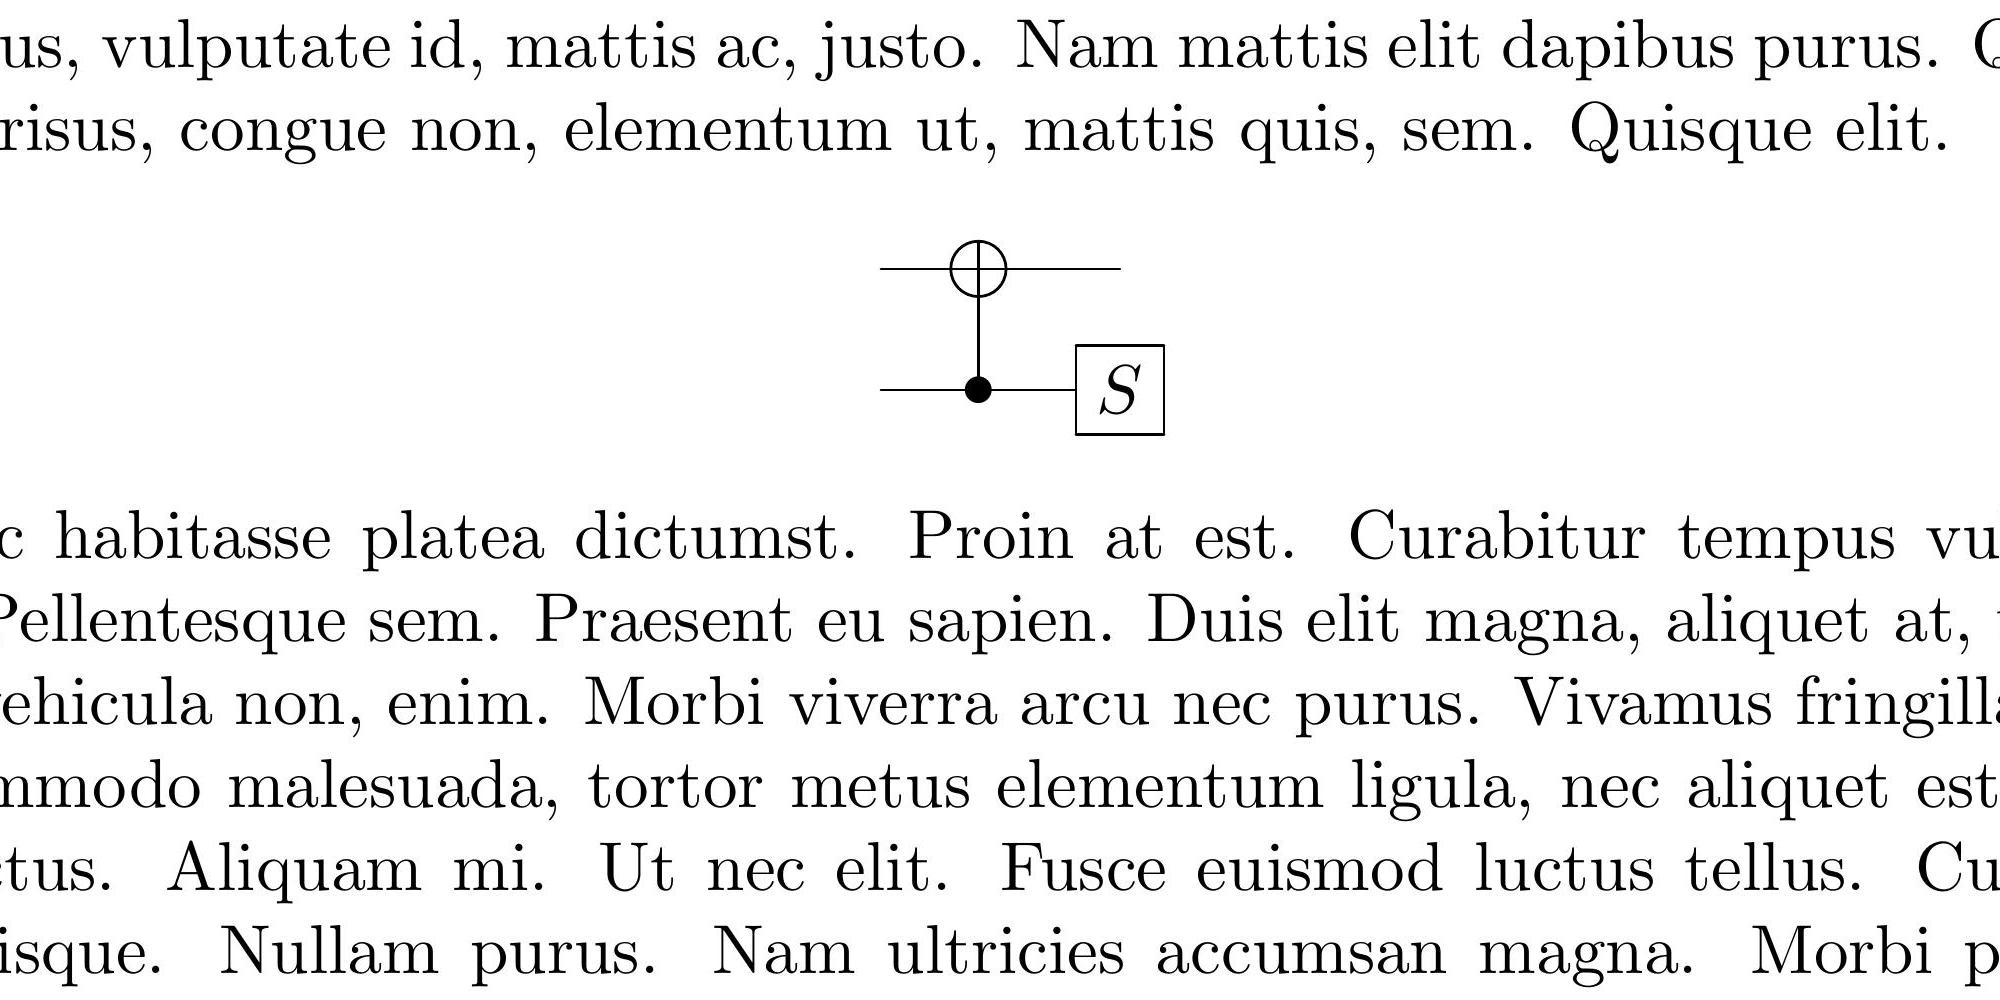 us, vulputate id, mattis ac, justo. Nam mattis elit dapibus purus.
risus, congue non, elementum ut, mattis quis, sem. Quisque elit.
S
c habitasse platea dictumst. Proin at est. Curabitur tempus vu
Pellentesque sem. Praesent eu sapien. Duis elit magna, aliquet at,
ehicula non, enim. Morbi viverra arcu nec purus. Vivamus fringilla
mmodo malesuada, tortor metus elementum ligula, nec aliquet est
ctus. Aliquam mi. Ut nec elit. Fusce euismod luctus tellus. Cu
isque. Nullam purus. Nam ultricies accumsan magna. Morbi p